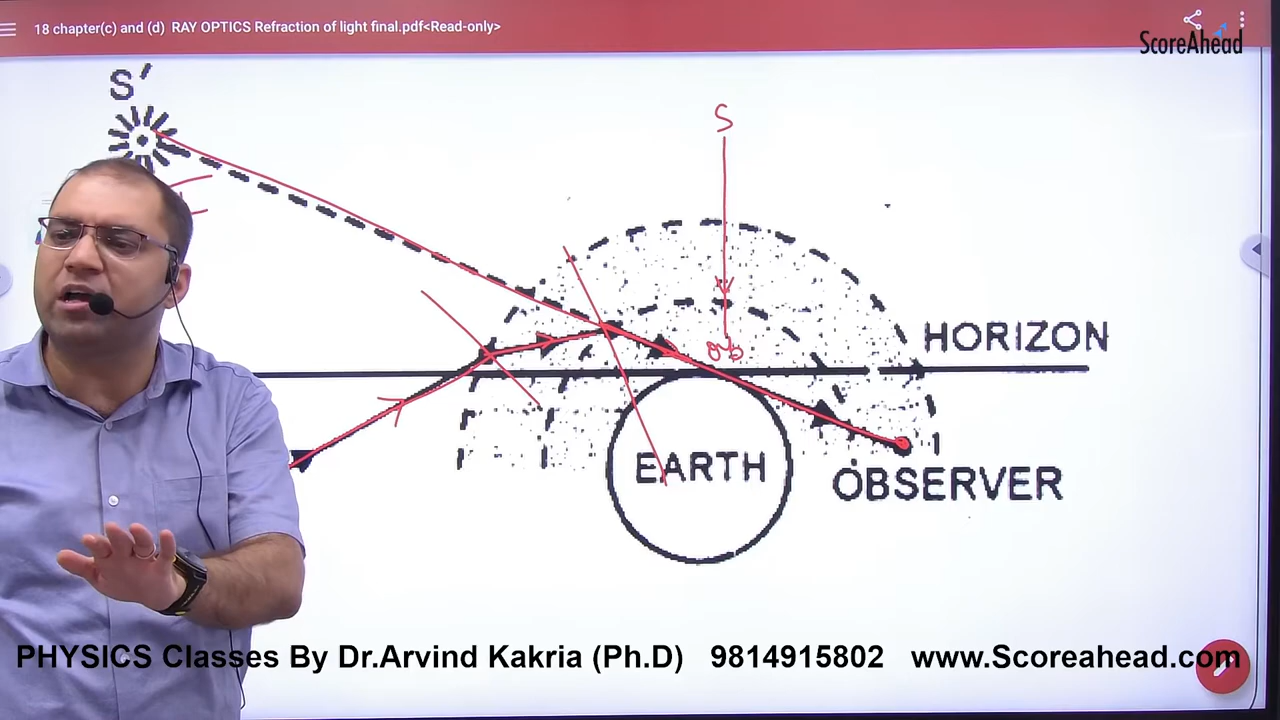 18 chapter(c) and (d) RAY OPTICS Refraction of light final.pdf<Read-only>
ScoreAhead
S′
S
HORIZON
ob
EARTH
OBSERVER
PHYSICS Classes By Dr.Arvind Kakria (Ph.D) 9814915802 www.Scoreahead.com